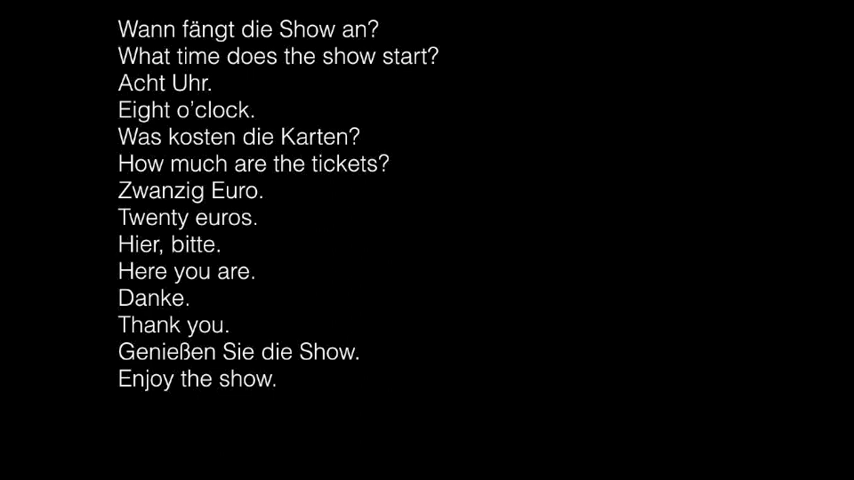 Wann fängt die Show an?
What time does the show start?
Acht Uhr.
Eight o’clock.
Was kosten die Karten?
How much are the tickets?
Zwanzig Euro.
Twenty euros.
Hier, bitte.
Here you are.
Danke.
Thank you.
Genießen Sie die Show.
Enjoy the show.